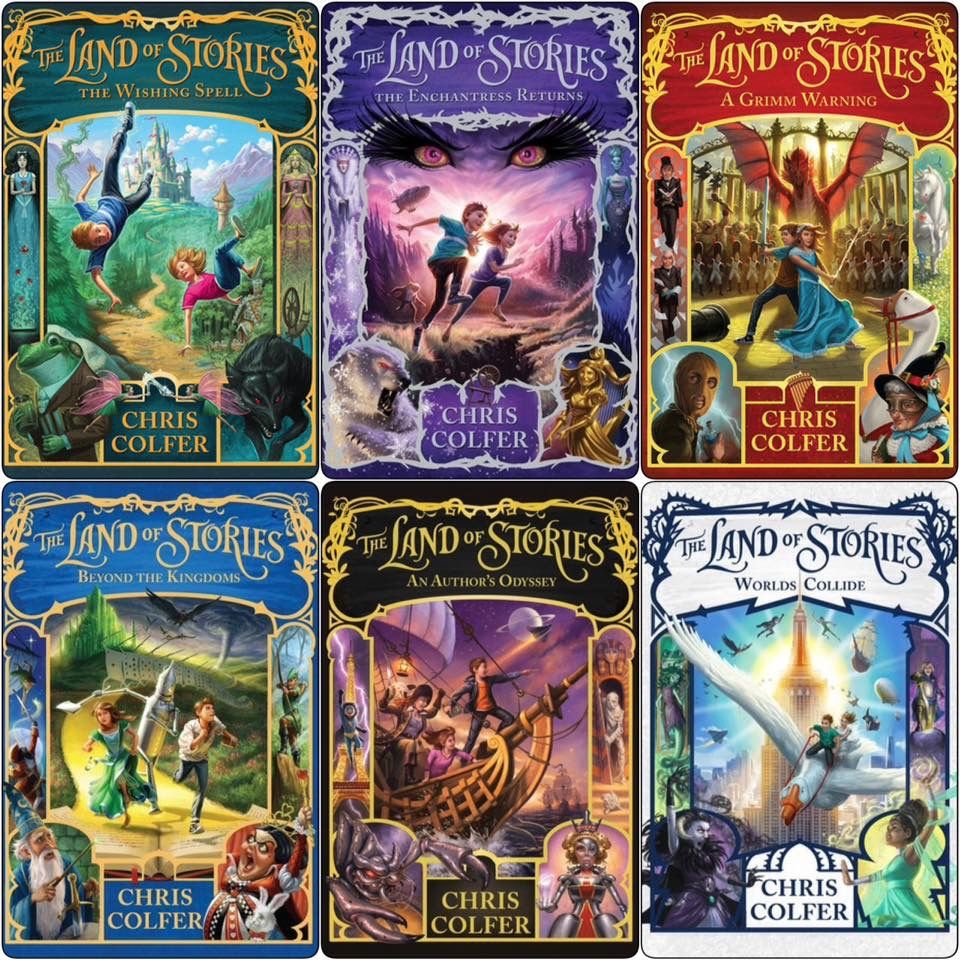 THE LAND OF STORIES
THE WISHING SPELL
CHRIS
COLFER
THE LAND OF STORIES
THE ENCHANTRESS RETURNS
CHRIS
COLFER
THE LAND OF STORIES
A GRIMM WARNING
CHRIS
COLFER
THE LAND OF STORIES
BEYOND THE KINGDOMS
CHRIS
COLFER
THE LAND OF STORIES
AN AUTHOR'S ODYSSEY
CHRIS
COLFER
THE LAND OF STORIES
WORLDS COLLIDE
CHRIS
COLFER